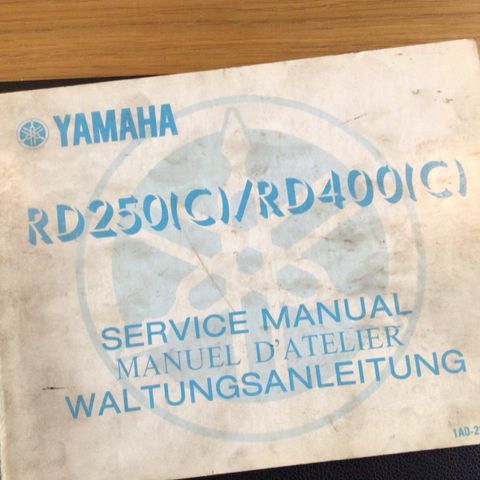 YAMAHA
RD250(C)/RD400(C)
SERVICE MANUAL
MANUEL D'ATELIER
WALTUNGSANLEITUNG